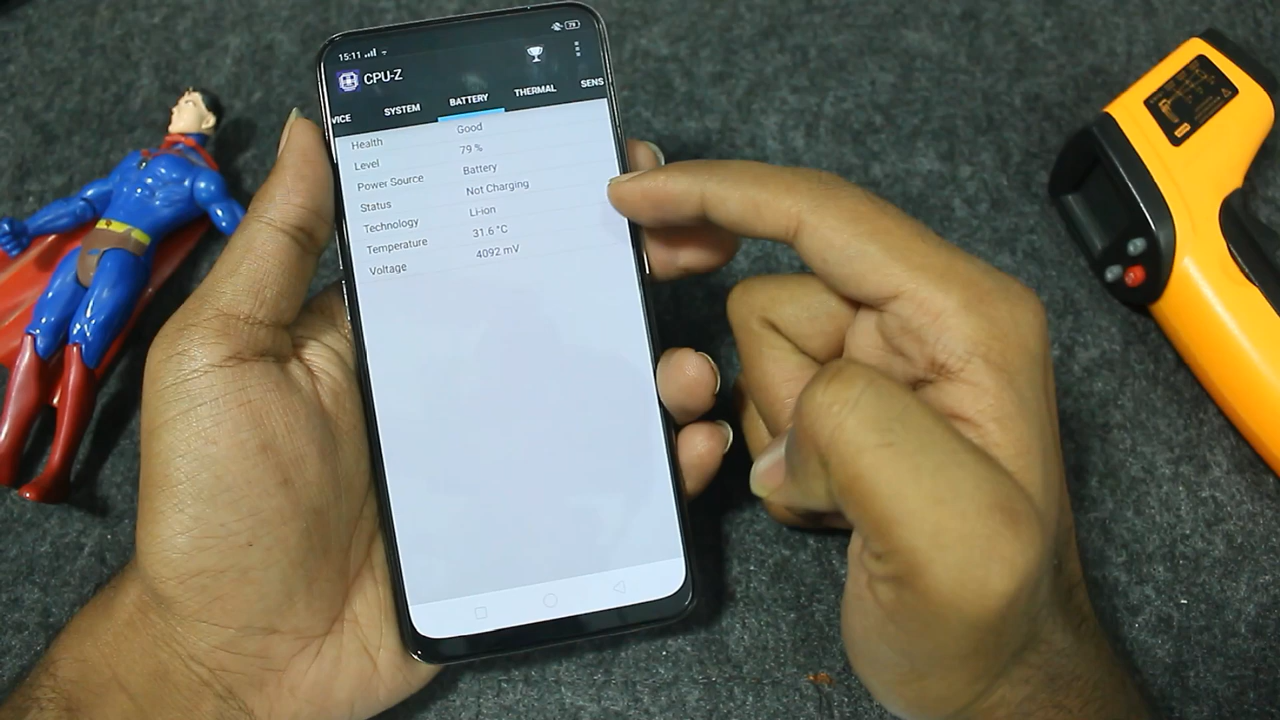 15:11 79
CPU-Z
VICE SYSTEM BATTERY THERMAL SENS
Health Good
Level 79 %
Power Source Battery
Status Not Charging
Technology Li-ion
Temperature 31.6 °C
Voltage 4092 mV